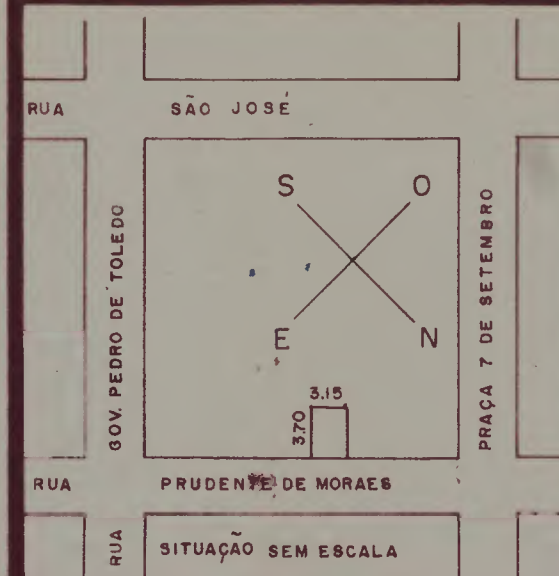 RUA SÃO JOSÉ
S O
E N
GOV. PEDRO DE TOLEDO
PRAÇA 7 DE SETEMBRO
3.15
3.70
RUA PRUDENTE DE MORAES
RUA
SITUAÇÃO SEM ESCALA